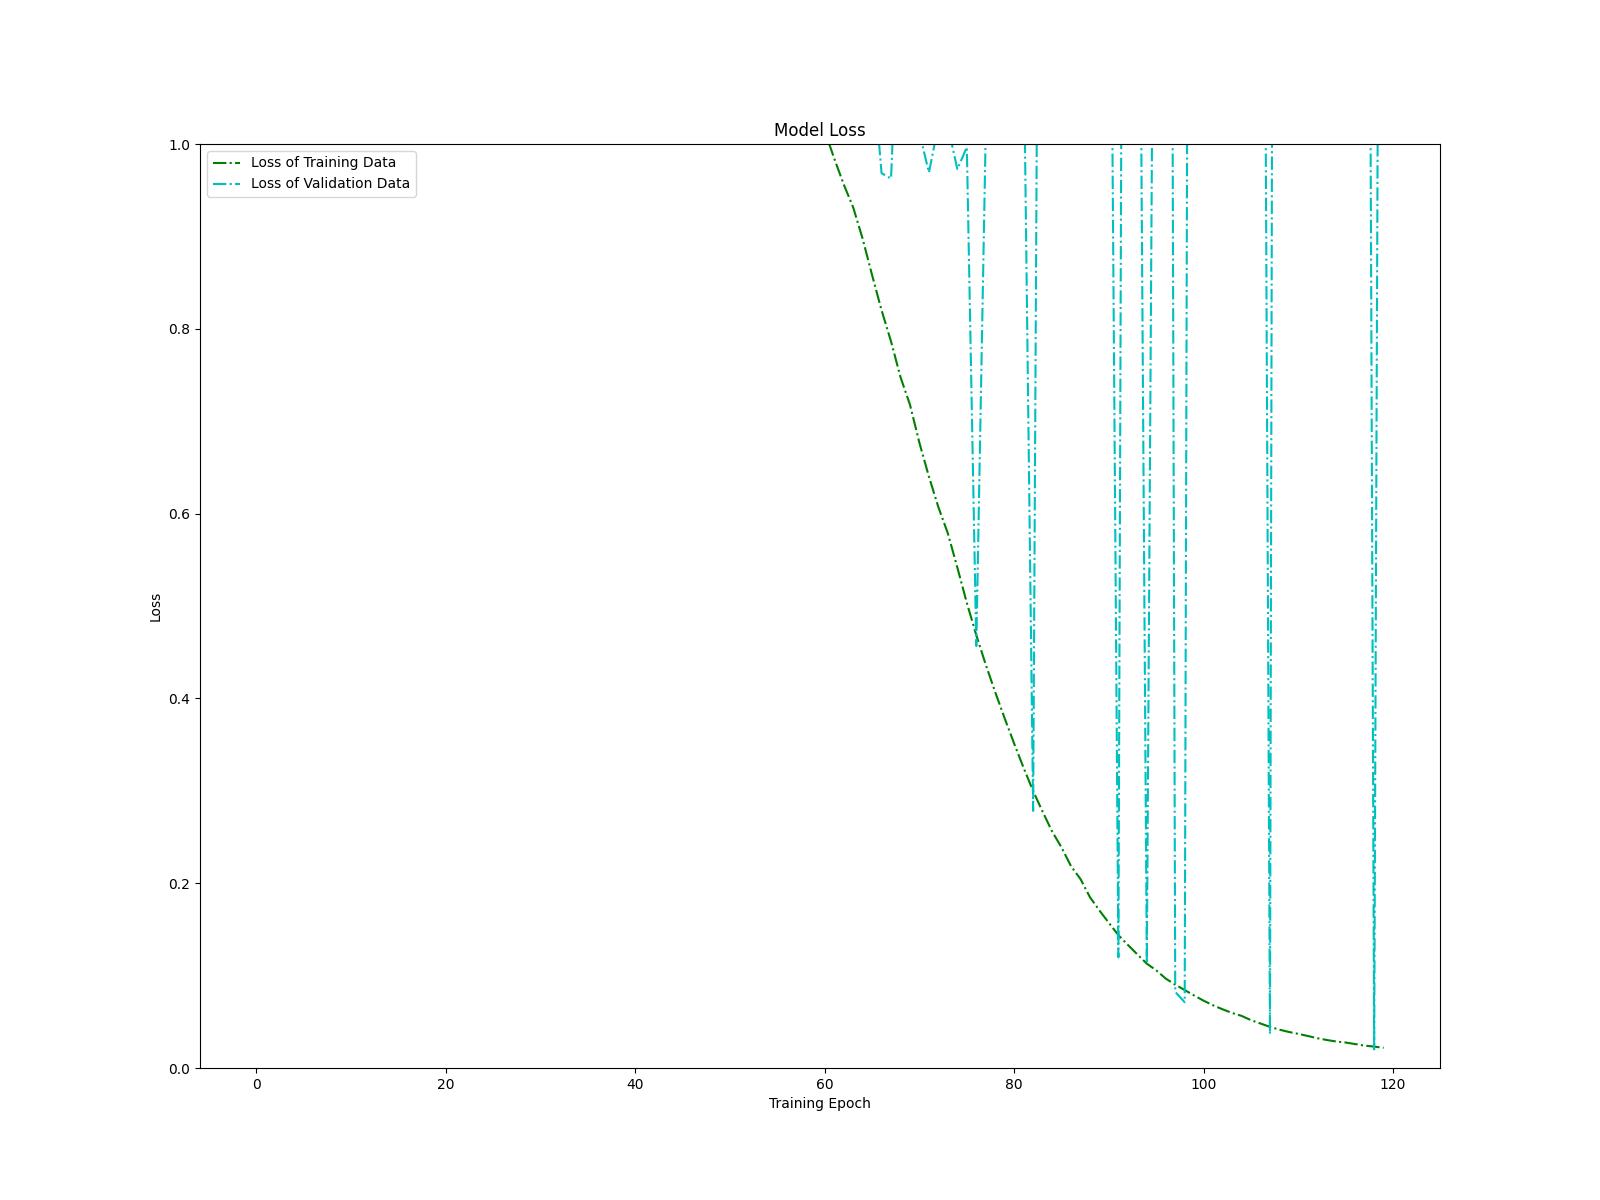 Model Loss
Loss of Training Data
Loss of Validation Data
1.0
0.8
0.6
0.4
0.2
0.0
Loss
0 20 40 60 80 100 120
Training Epoch